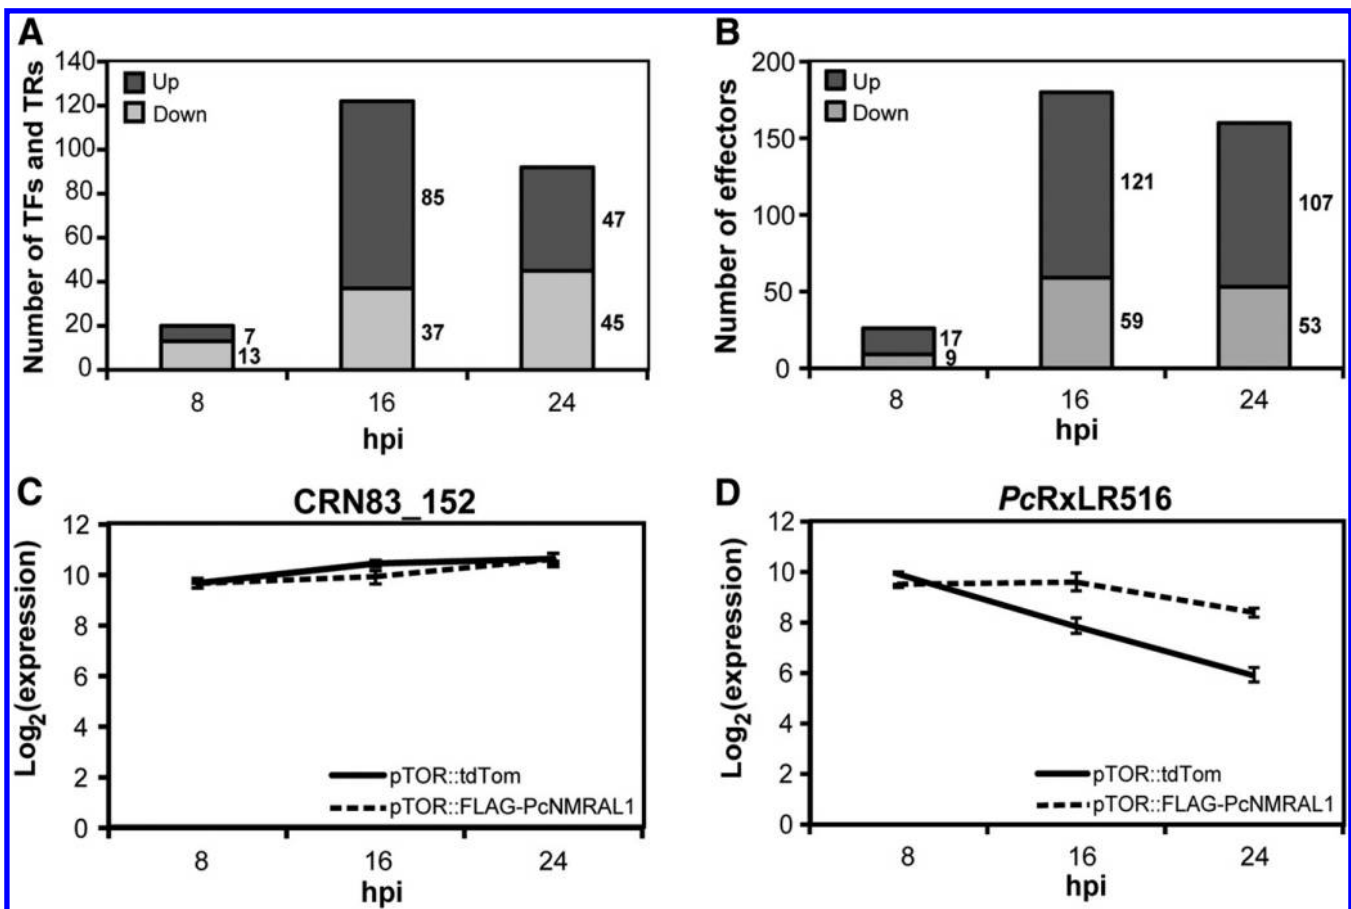 A
Number of TFs and TRs
140
120
100
80
60
40
20
0
Up
Down
7
13
85
37
47
45
8 16 24
hpi
B
Number of effectors
200
150
100
50
0
Up
Down
17
9
121
59
107
53
8 16 24
hpi
C
CRN83_152
Log2(expression)
12
10
8
6
4
2
0
pTOR::tdTom
pTOR::FLAG-PcNMRAL1
8 16 24
hpi
D
PcRxLR516
Log2(expression)
12
10
8
6
4
2
0
pTOR::tdTom
pTOR::FLAG-PcNMRAL1
8 16 24
hpi